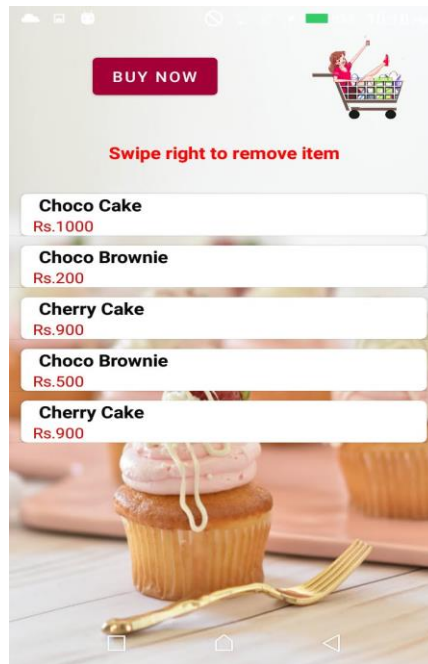 BUY NOW
Swipe right to remove item
Choco Cake
Rs.1000
Choco Brownie
Rs.200
Cherry Cake
Rs.900
Choco Brownie
Rs.500
Cherry Cake
Rs.900